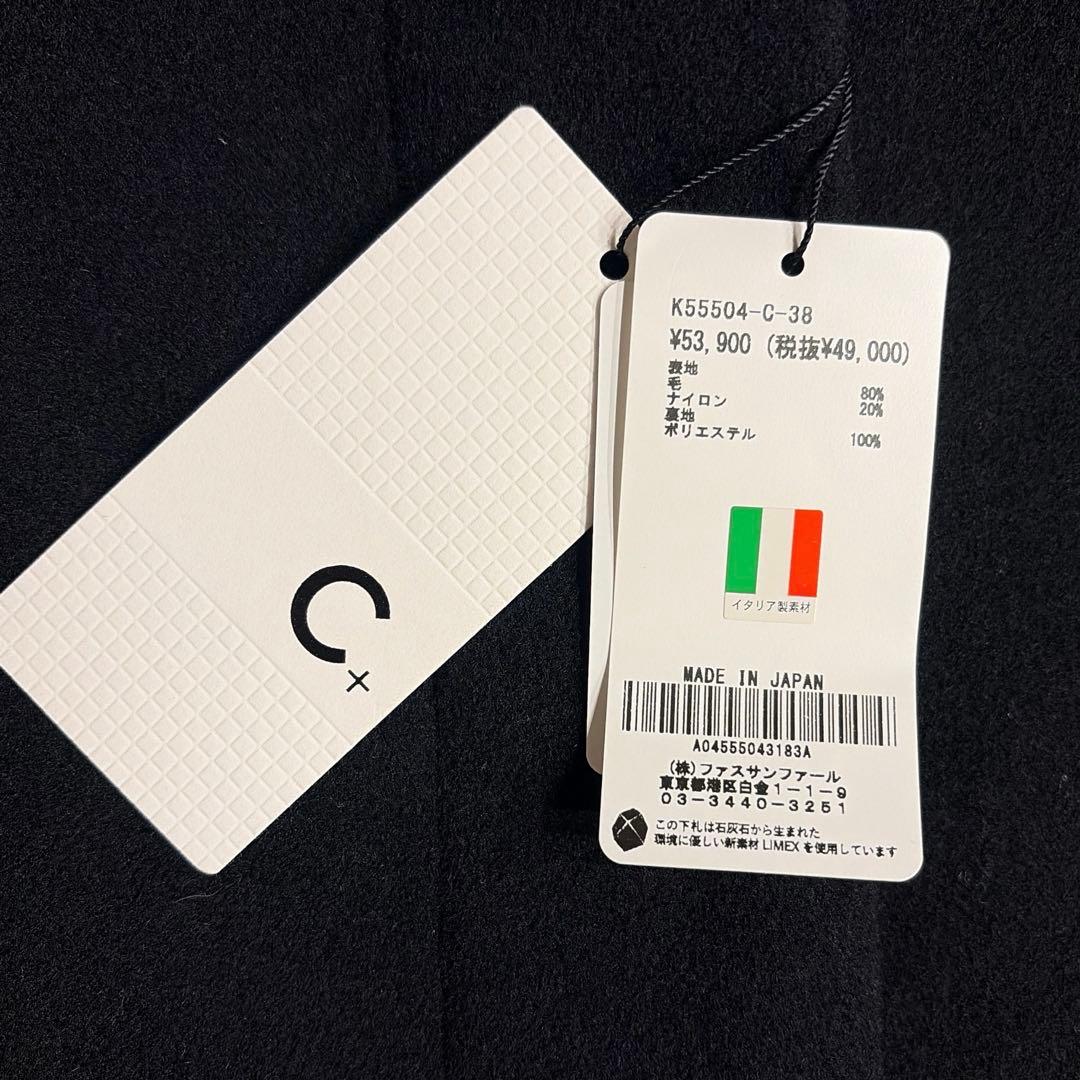 C×
K55504-C-38
¥53,900 (税抜¥49,000)
表地
毛 80%
ナイロン 20%
裏地
ポリエステル 100%
イタリア製素材
MADE IN JAPAN
A04555043183A
(株)ファスサンファール
東京都港区白金1-1-9
03-3440-3251
この下札は石灰石から生まれた
環境に優しい新素材 LIMEX を使用しています